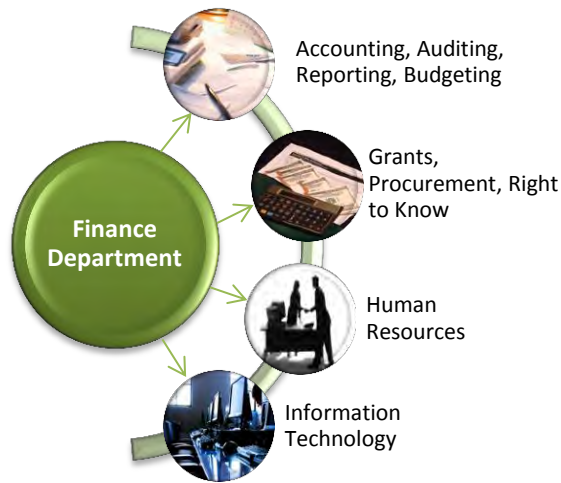 Accounting, Auditing,
Reporting, Budgeting
Grants,
Procurement, Right
to Know
Finance
Department
Human
Resources
Information
Technology